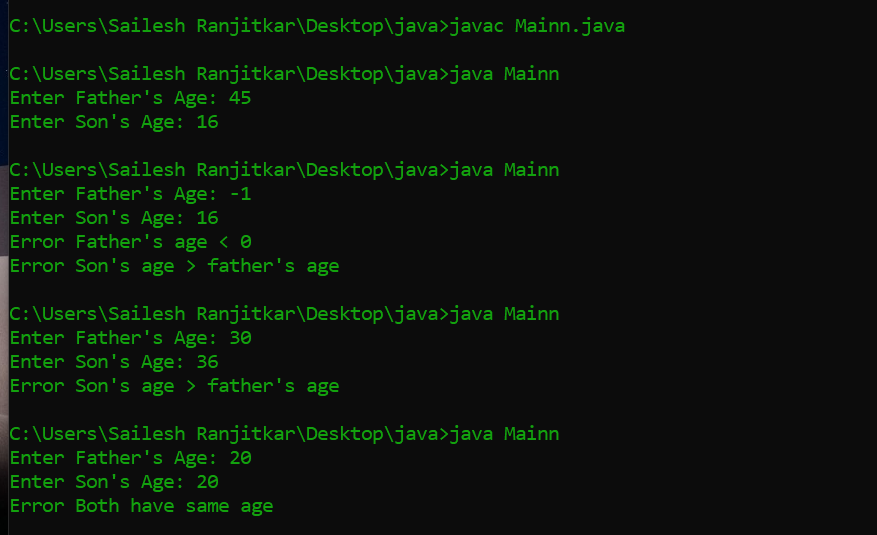 C:\Users\Sailesh Ranjitkar\Desktop\java>javac Mainn.java
C:\Users\Sailesh Ranjitkar\Desktop\java>java Mainn
Enter Father's Age: 45
Enter Son's Age: 16
C:\Users\Sailesh Ranjitkar\Desktop\java>java Mainn
Enter Father's Age: -1
Enter Son's Age: 16
Error Father's age < 0
Error Son's age > father's age
C:\Users\Sailesh Ranjitkar\Desktop\java>java Mainn
Enter Father's Age: 30
Enter Son's Age: 36
Error Son's age > father's age
C:\Users\Sailesh Ranjitkar\Desktop\java>java Mainn
Enter Father's Age: 20
Enter Son's Age: 20
Error Both have same age